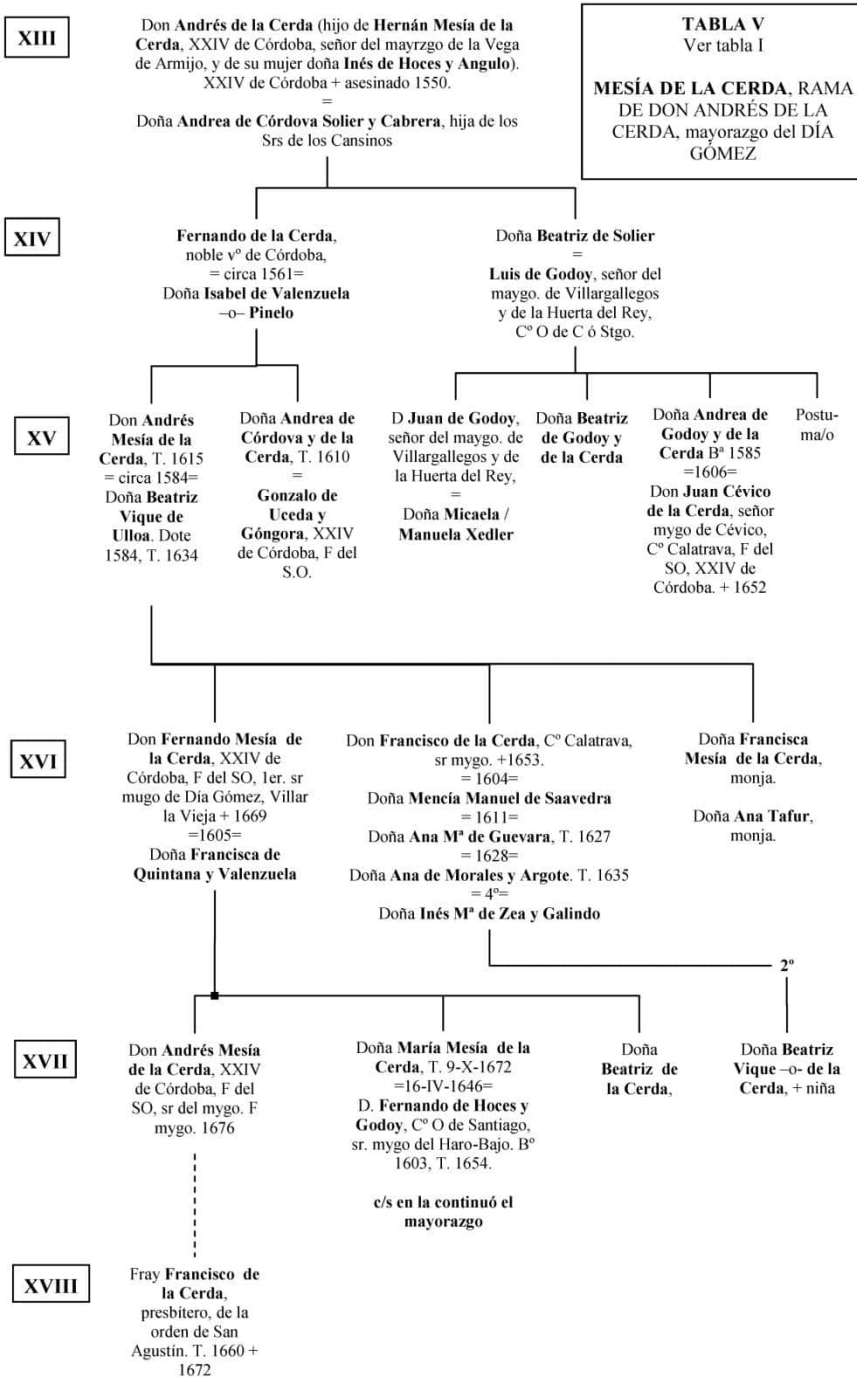 XIII
Don Andrés de la Cerda (hijo de Hernán Mesía de la
Cerda, XXIV de Córdoba, señor del mayrzgo de la Vega
de Armijo, y de su mujer doña Inés de Hoces y Angulo).
XXIV de Córdoba + asesinado 1550.
=
Doña Andrea de Córdova Solier y Cabrera, hija de los
Srs de los Cansinos
TABLA V
Ver tabla I
MESÍA DE LA CERDA, RAMA
DE DON ANDRÉS DE LA
CERDA, mayorazgo del DÍA
GÓMEZ
XIV
Fernando de la Cerda,
noble vº de Córdoba,
= circa 1561=
Doña Isabel de Valenzuela
–o– Pinelo
Doña Beatriz de Solier
=
Luis de Godoy, señor del
maygo. de Villargallegos
y de la Huerta del Rey,
Cº O de C ó Stgo.
XV
Don Andrés
Mesía de la
Cerda, T. 1615
= circa 1584=
Doña Beatriz
Vique de
Ulloa. Dote
1584, T. 1634
Doña Andrea de
Córdova y de la
Cerda, T. 1610
=
Gonzalo de
Uceda y
Góngora, XXIV
de Córdoba, F del
S.O.
D Juan de Godoy,
señor del maygo. de
Villargallegos y de
la Huerta del Rey,
=
Doña Micaela /
Manuela Xedler
Doña Beatriz
de Godoy y
de la Cerda
Doña Andrea de
Godoy y de la
Cerda Bª 1585
=1606=
Don Juan Cévico
de la Cerda, señor
mygo de Cévico,
Cº Calatrava, F del
SO, XXIV de
Córdoba. + 1652
Postu-
ma/o
XVI
Don Fernando Mesía de
la Cerda, XXIV de
Córdoba, F del SO, 1er. sr
mugo de Día Gómez, Villar
la Vieja + 1669
=1605=
Doña Francisca de
Quintana y Valenzuela
Don Francisco de la Cerda, Cº Calatrava,
sr mygo. +1653.
= 1604=
Doña Mencía Manuel de Saavedra
= 1611=
Doña Ana Mª de Guevara, T. 1627
= 1628=
Doña Ana de Morales y Argote. T. 1635
= 4º=
Doña Inés Mª de Zea y Galindo
Doña Francisca
Mesía de la Cerda,
monja.
Doña Ana Tafur,
monja.
2º
XVII
Don Andrés Mesía
de la Cerda, XXIV
de Córdoba, F del
SO, sr del mygo. F
mygo. 1676
Doña María Mesía de la
Cerda, T. 9-X-1672
=16-IV-1646=
D. Fernando de Hoces y
Godoy, Cº O de Santiago,
sr. mygo del Haro-Bajo. Bº
1603, T. 1654.
c/s en la continuó el
mayorazgo
Doña
Beatriz de
la Cerda,
Doña Beatriz
Vique –o- de la
Cerda, + niña
XVIII
Fray Francisco de
la Cerda,
presbítero, de la
orden de San
Agustín. T. 1660 +
1672